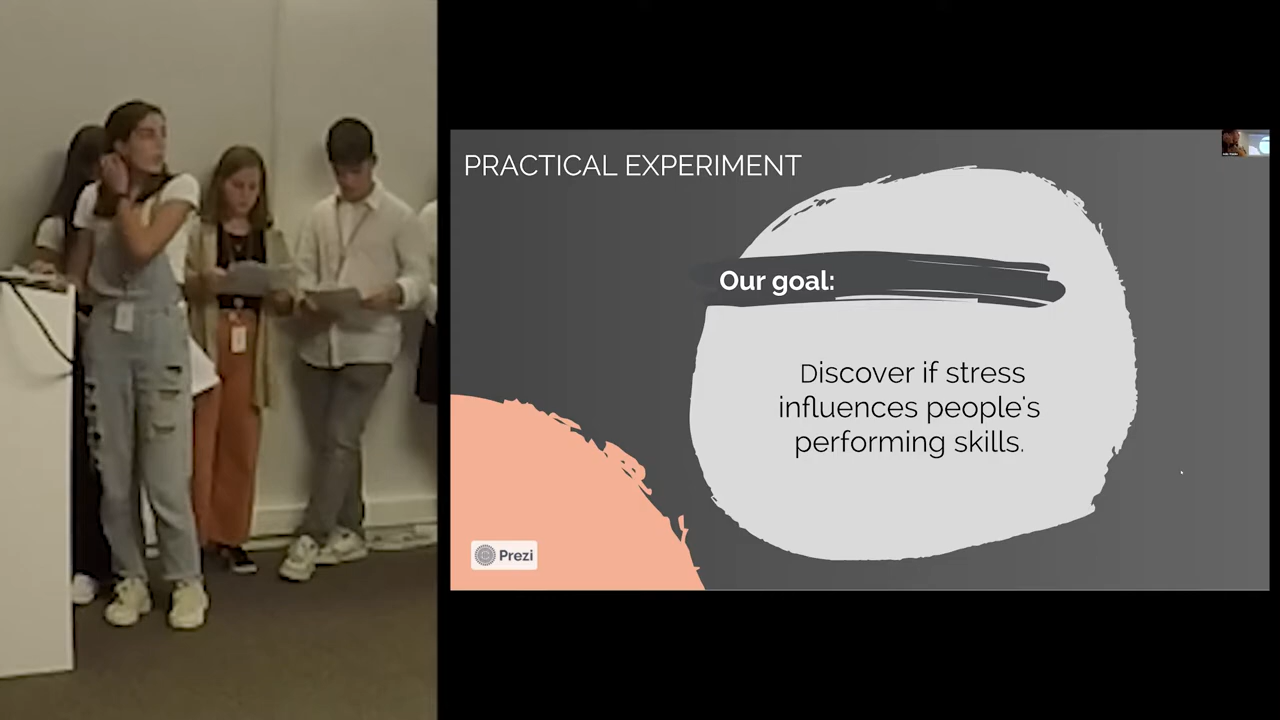 PRACTICAL EXPERIMENT
Our goal:
Discover if stress
influences people's
performing skills.
Prezi